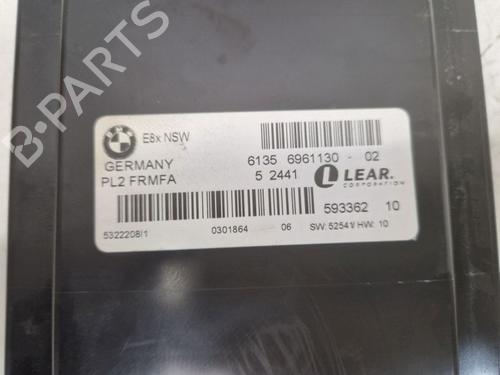 E8x NSW
GERMANY
PL2 FRMFA
6135 6961130 - 02
5 2441
LEAR.
CORPORATION
593362 10
5322208/1 0301864 06 SW: 52541/ HW: 10
B-PARTS